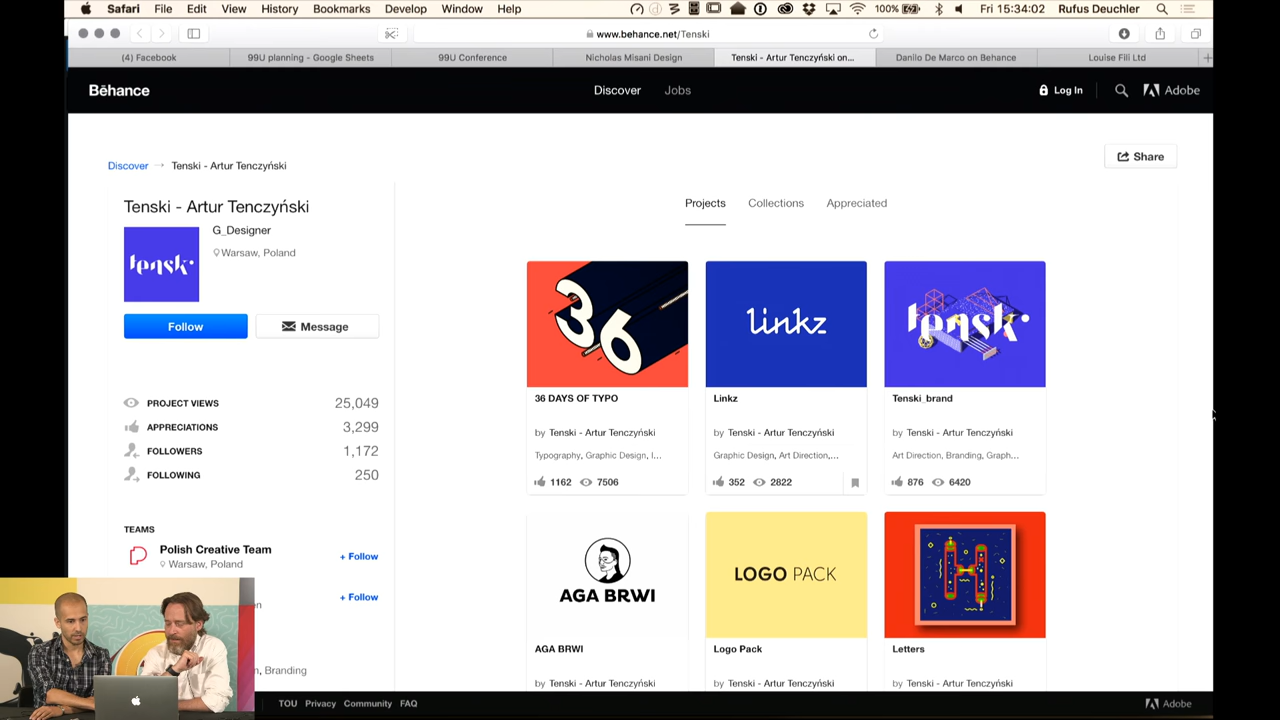 Safari File Edit View History Bookmarks Develop Window Help 100% Fri 15:34:02 Rufus Deuchler
www.behance.net/Tenski
(4) Facebook 99U planning - Google Sheets 99U Conference Nicholas Misani Design Tenski - Artur Tenczyński on... Danilo De Marco on Behance Louise Fili Ltd
Bēhance Discover Jobs Log In Adobe
Discover → Tenski - Artur Tenczyński
Share
Tenski - Artur Tenczyński
G_Designer
Warsaw, Poland
tensk
Follow Message
PROJECT VIEWS 25,049
APPRECIATIONS 3,299
FOLLOWERS 1,172
FOLLOWING 250
TEAMS
Polish Creative Team
Warsaw, Poland
+ Follow
+ Follow
en
n, Branding
Projects Collections Appreciated
36
linkz
tensk
36 DAYS OF TYPO
by Tenski - Artur Tenczyński
Typography, Graphic Design, I...
1162 7506
Linkz
by Tenski - Artur Tenczyński
Graphic Design, Art Direction,...
352 2822
Tenski_brand
by Tenski - Artur Tenczyński
Art Direction, Branding, Graph...
876 6420
AGA BRWI
LOGO PACK
H
AGA BRWI
by Tenski - Artur Tenczyński
Logo Pack
by Tenski - Artur Tenczyński
Letters
by Tenski - Artur Tenczyński
TOU Privacy Community FAQ Adobe